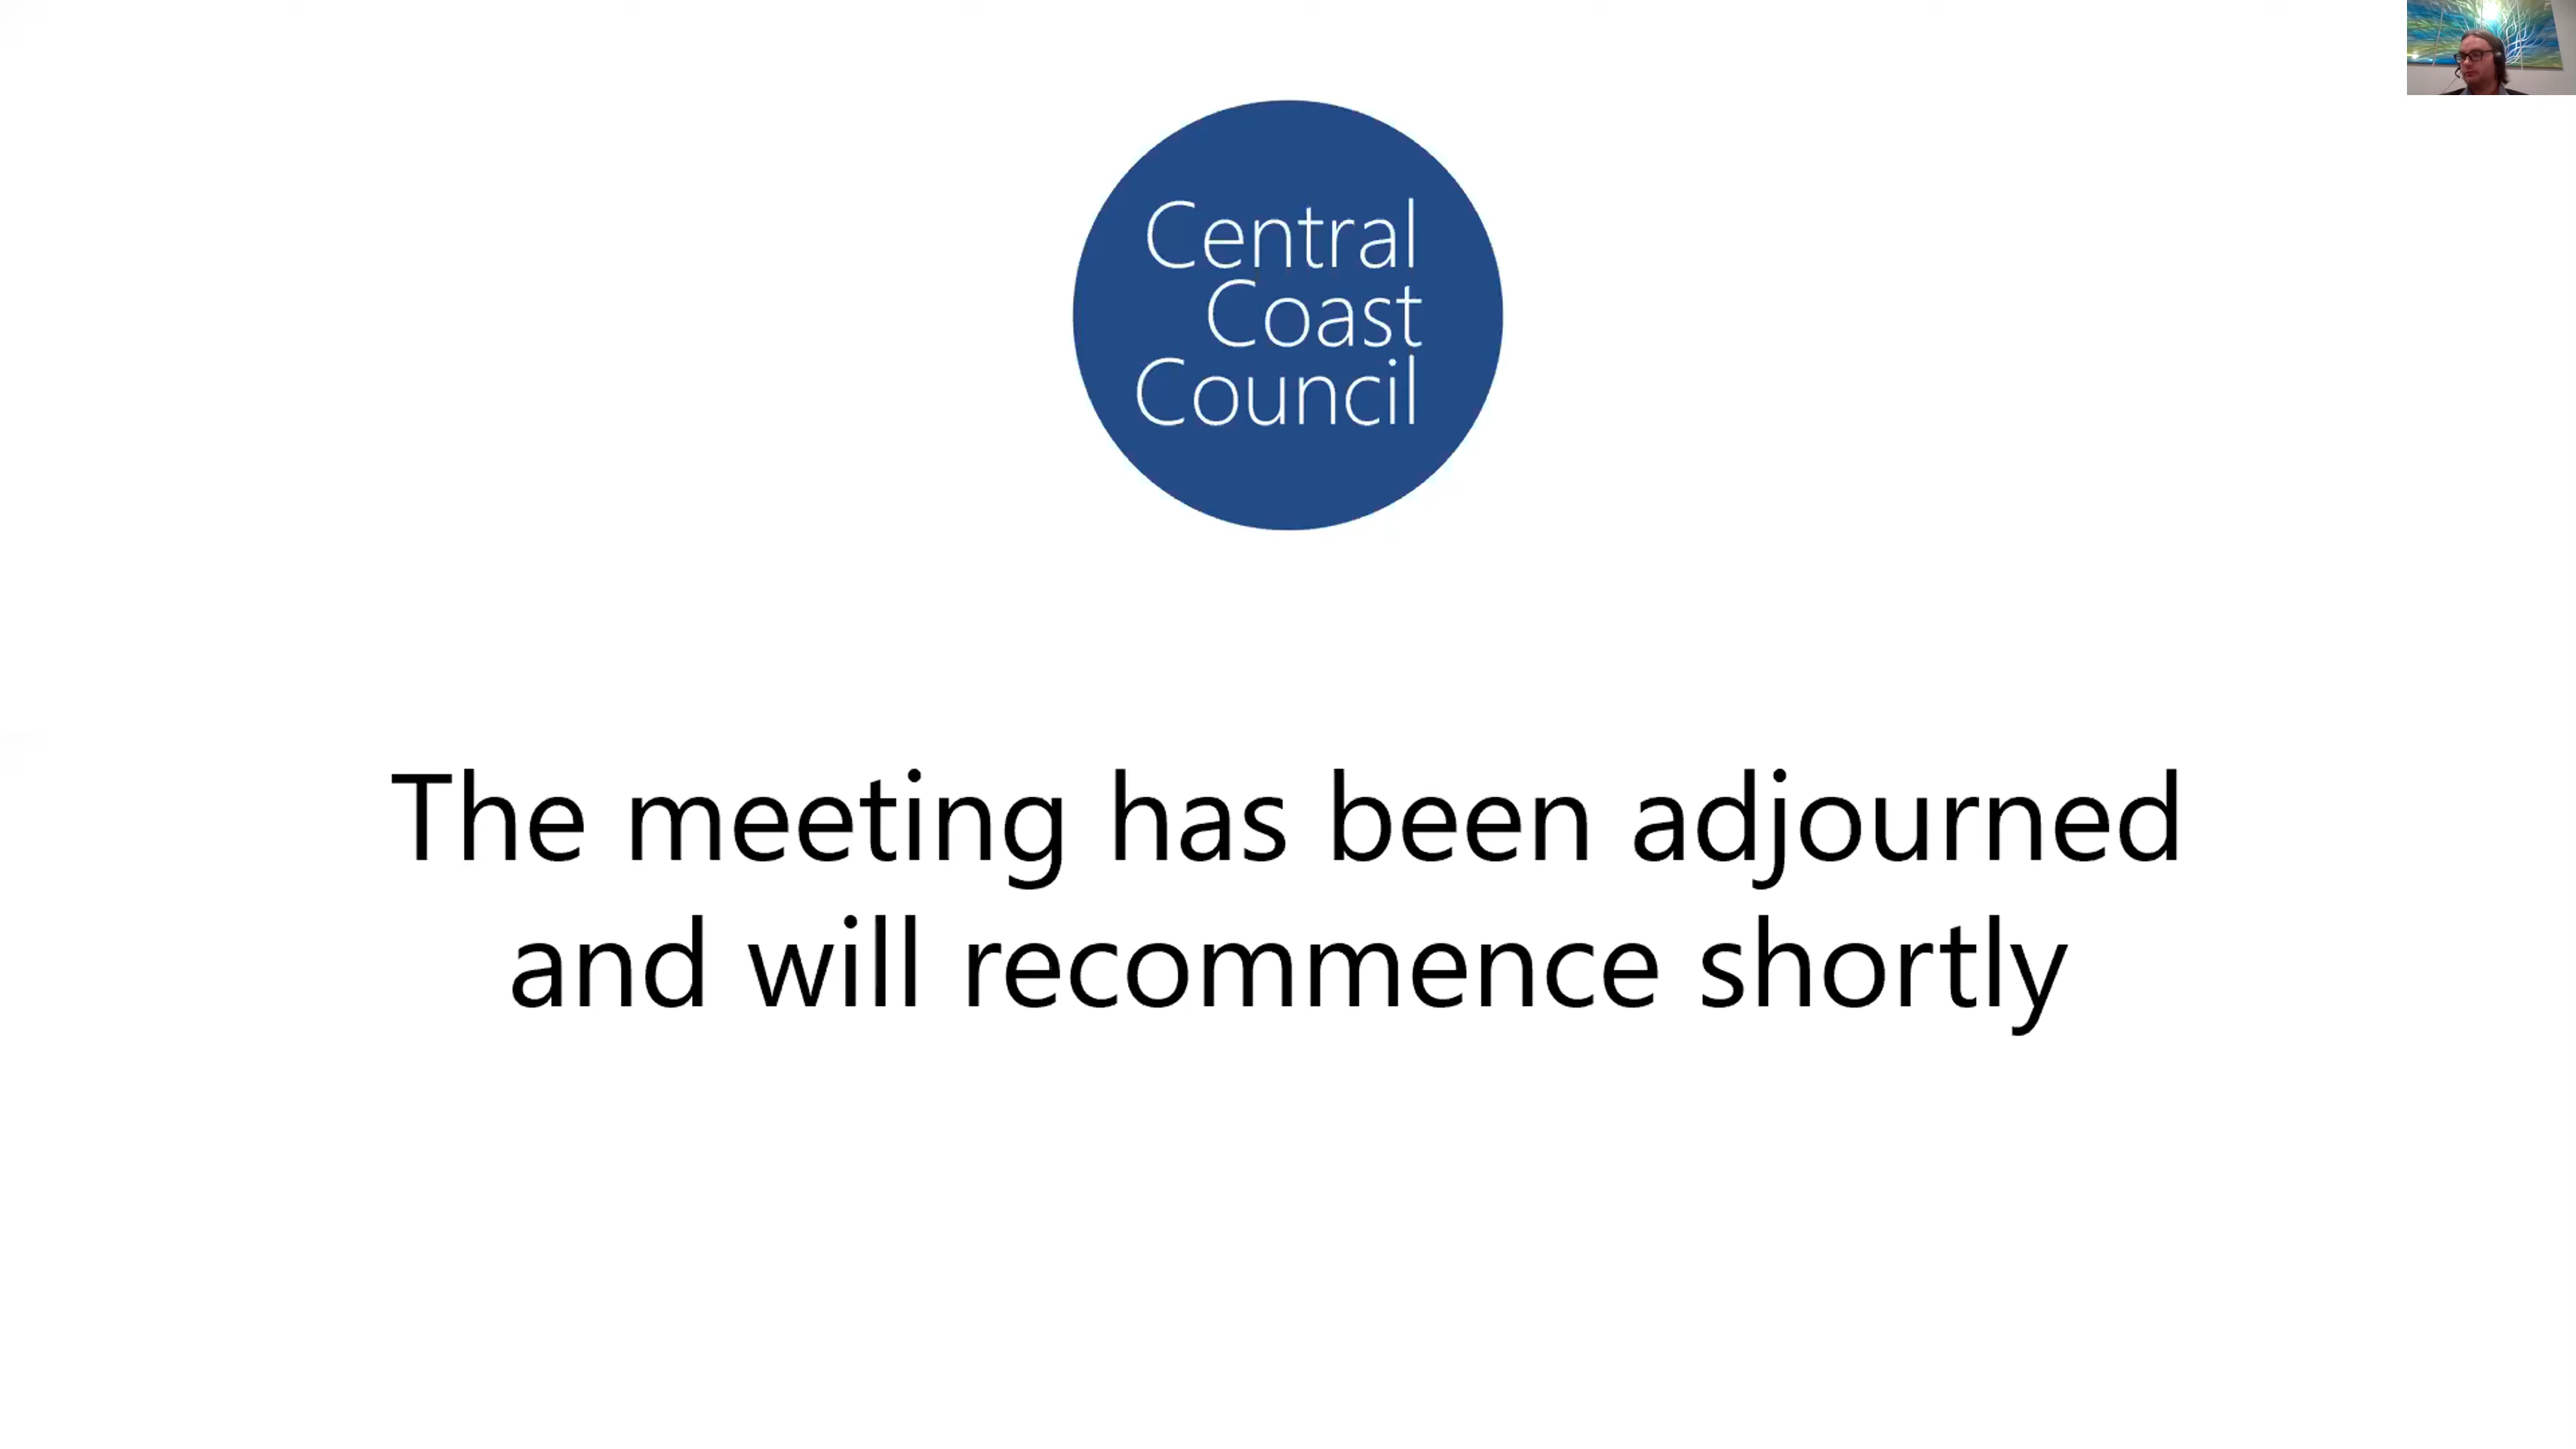 Central
Coast
Council
The meeting has been adjourned
and will recommence shortly